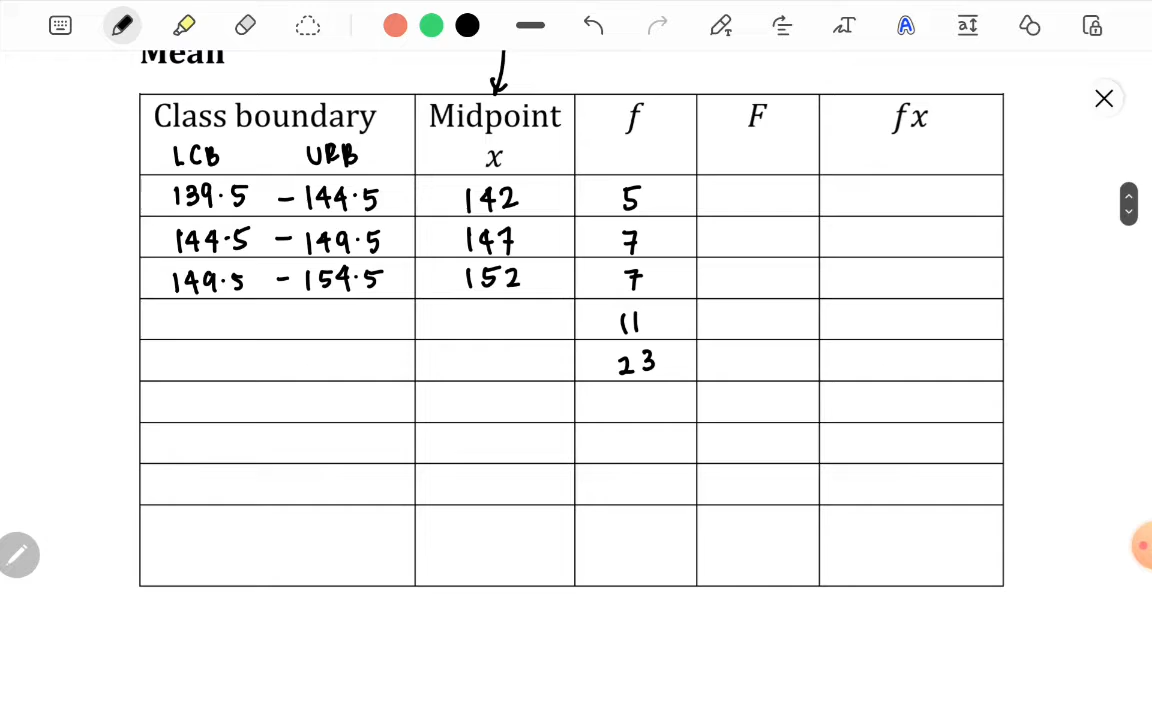 Mean
Class boundary Midpoint f F fx
LCB UCB x
139.5 - 144.5 142 5
144.5 - 149.5 147 7
149.5 - 154.5 152 7
11
23